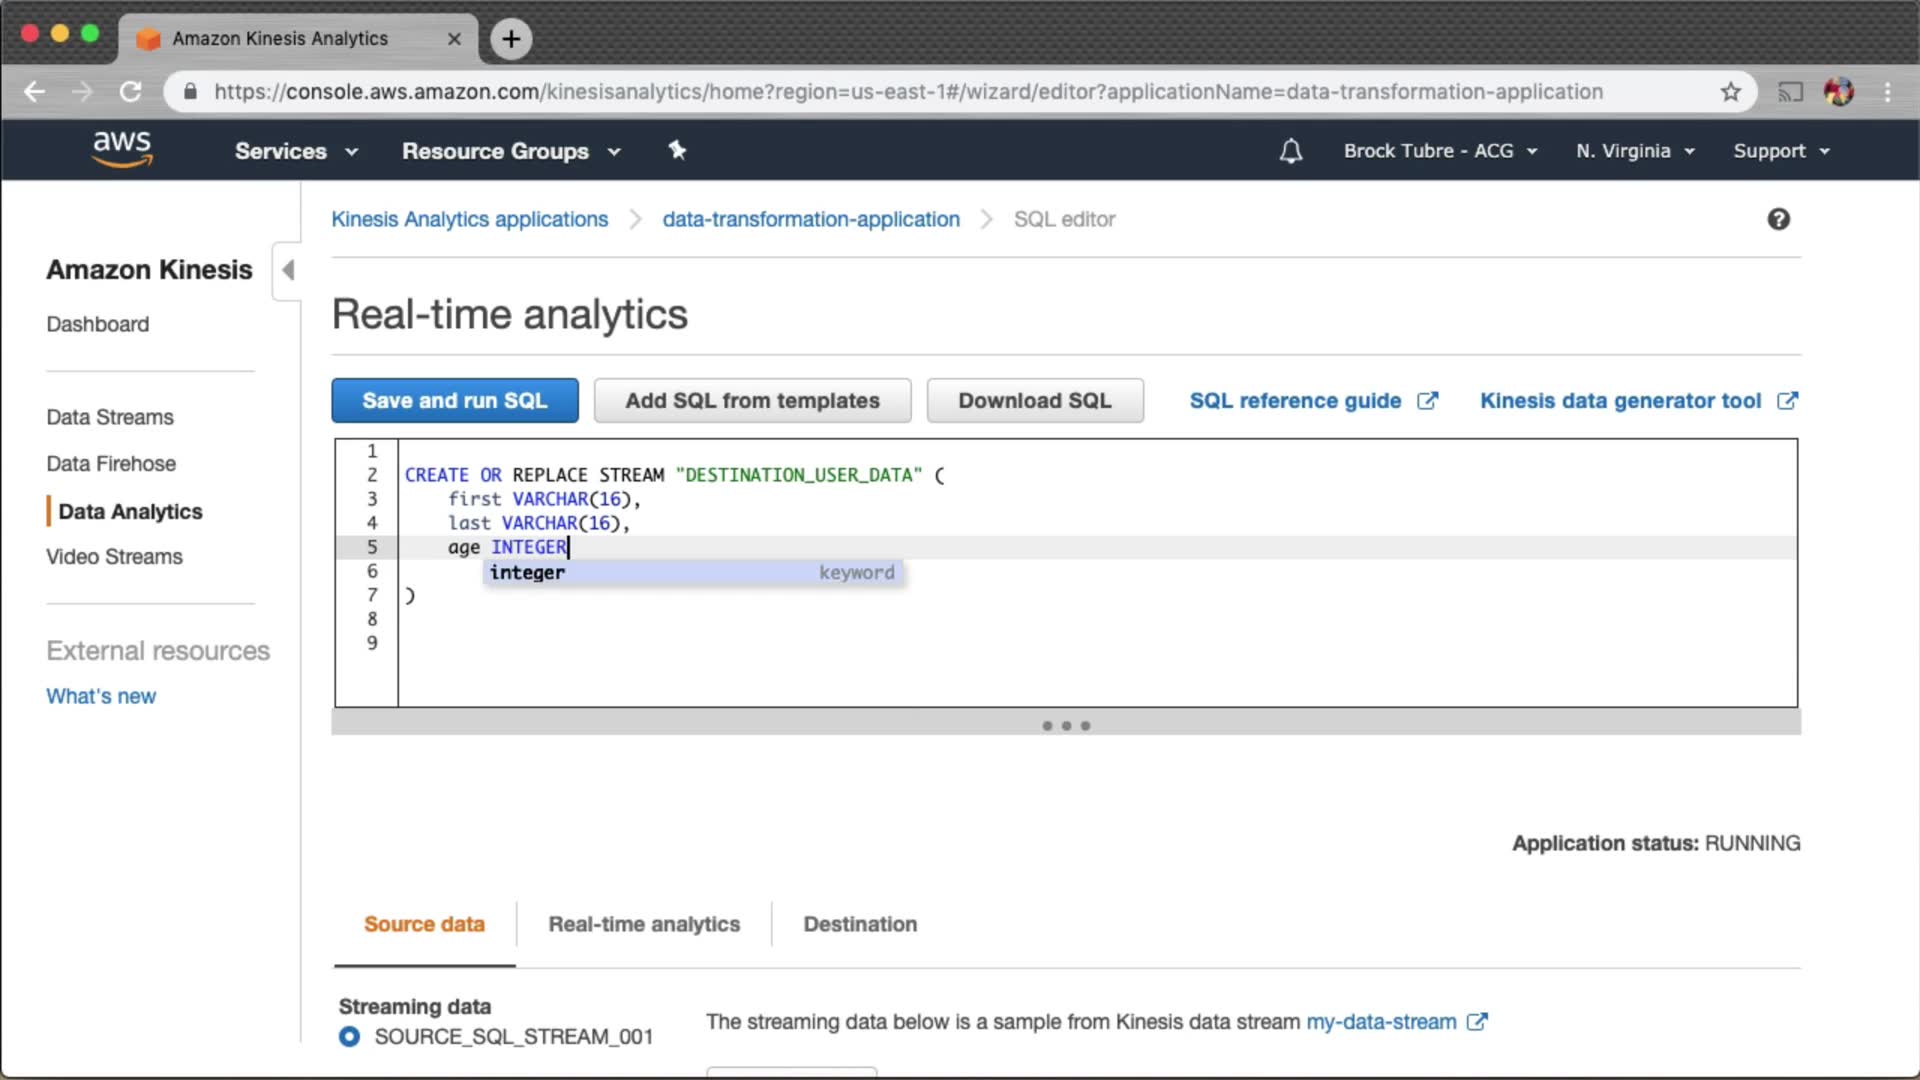 Amazon Kinesis Analytics
https://console.aws.amazon.com/kinesisanalytics/home?region=us-east-1#/wizard/editor?applicationName=data-transformation-application
aws
Services
Resource Groups
Brock Tubre - ACG
N. Virginia
Support
Kinesis Analytics applications
data-transformation-application
SQL editor
Amazon Kinesis
Dashboard
Data Streams
Data Firehose
Data Analytics
Video Streams
External resources
What's new
Real-time analytics
Save and run SQL
Add SQL from templates
Download SQL
SQL reference guide
Kinesis data generator tool
1
2 CREATE OR REPLACE STREAM "DESTINATION_USER_DATA" (
3 first VARCHAR(16),
4 last VARCHAR(16),
5 age INTEGER
integer keyword
6
7 )
8
9
Application status: RUNNING
Source data
Real-time analytics
Destination
Streaming data
SOURCE_SQL_STREAM_001
The streaming data below is a sample from Kinesis data stream my-data-stream